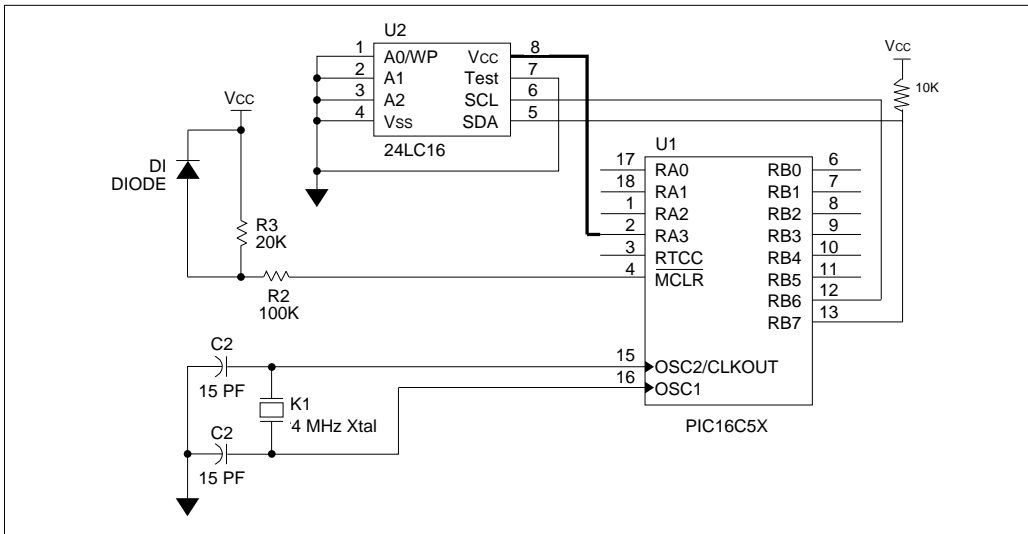 U2
1 A0/WP VCC 8
2 A1 Test 7
3 A2 SCL 6
4 VSS SDA 5
24LC16
VCC
10K
VCC
DI
DIODE
R3
20K
R2
100K
U1
17 RA0 RB0 6
18 RA1 RB1 7
1 RA2 RB2 8
2 RA3 RB3 9
3 RTCC RB4 10
4 MCLR RB5 11
RB6 12
RB7 13
15 OSC2/CLKOUT
16 OSC1
PIC16C5X
C2
15 PF
K1
4 MHz Xtal
C2
15 PF